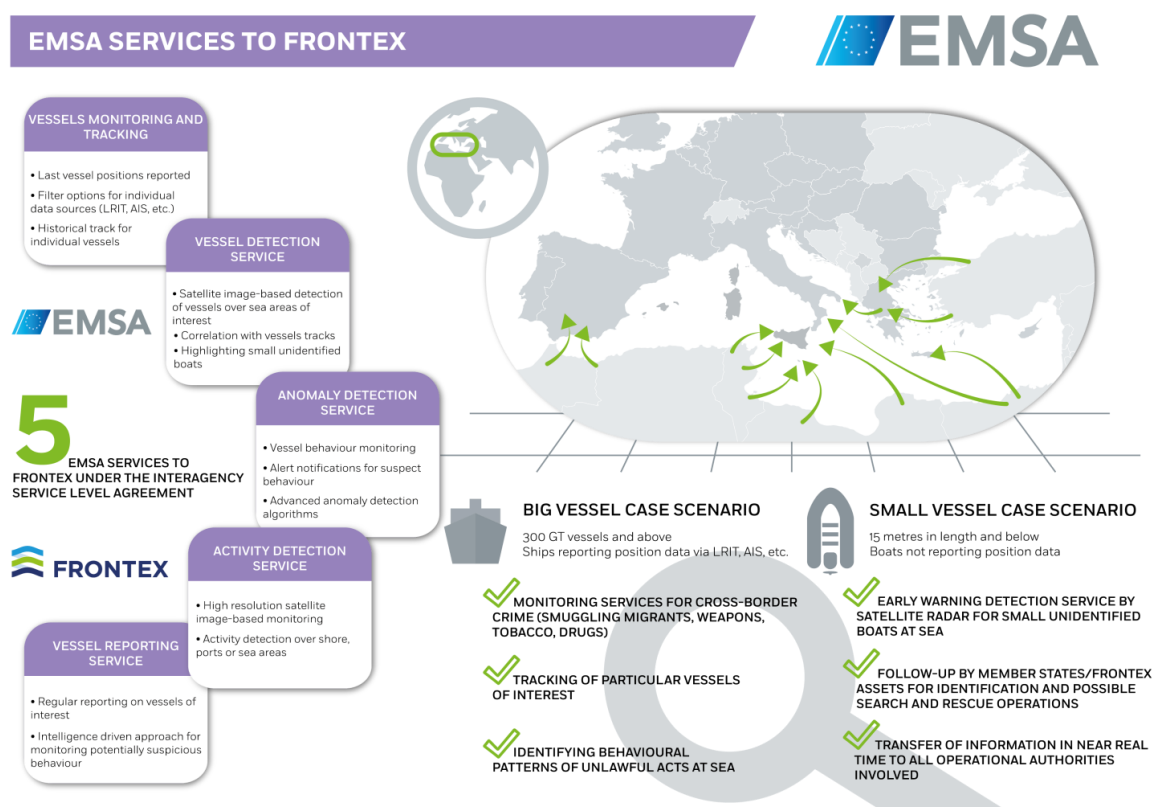 EMSA SERVICES TO FRONTEX
EMSA
VESSELS MONITORING AND
TRACKING
• Last vessel positions reported
• Filter options for individual
data sources (LRIT, AIS, etc.)
• Historical track for
individual vessels
VESSEL DETECTION
SERVICE
• Satellite image-based detection
of vessels over sea areas of
interest
• Correlation with vessels tracks
• Highlighting small unidentified
boats
EMSA
ANOMALY DETECTION
SERVICE
• Vessel behaviour monitoring
• Alert notifications for suspect
behaviour
• Advanced anomaly detection
algorithms
5
EMSA SERVICES TO
FRONTEX UNDER THE INTERAGENCY
SERVICE LEVEL AGREEMENT
FRONTEX
ACTIVITY DETECTION
SERVICE
• High resolution satellite
image-based monitoring
• Activity detection over shore,
ports or sea areas
VESSEL REPORTING
SERVICE
• Regular reporting on vessels of
interest
• Intelligence driven approach for
monitoring potentially suspicious
behaviour
BIG VESSEL CASE SCENARIO
300 GT vessels and above
Ships reporting position data via LRIT, AIS, etc.
MONITORING SERVICES FOR CROSS-BORDER
CRIME (SMUGGLING MIGRANTS, WEAPONS,
TOBACCO, DRUGS)
TRACKING OF PARTICULAR VESSELS
OF INTEREST
IDENTIFYING BEHAVIOURAL
PATTERNS OF UNLAWFUL ACTS AT SEA
SMALL VESSEL CASE SCENARIO
15 metres in length and below
Boats not reporting position data
EARLY WARNING DETECTION SERVICE BY
SATELLITE RADAR FOR SMALL UNIDENTIFIED
BOATS AT SEA
FOLLOW-UP BY MEMBER STATES/FRONTEX
ASSETS FOR IDENTIFICATION AND POSSIBLE
SEARCH AND RESCUE OPERATIONS
TRANSFER OF INFORMATION IN NEAR REAL
TIME TO ALL OPERATIONAL AUTHORITIES
INVOLVED